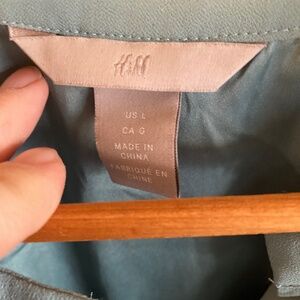 H&M
US L
CA G
MADE IN
CHINA
FABRIQUÉ EN
CHINE